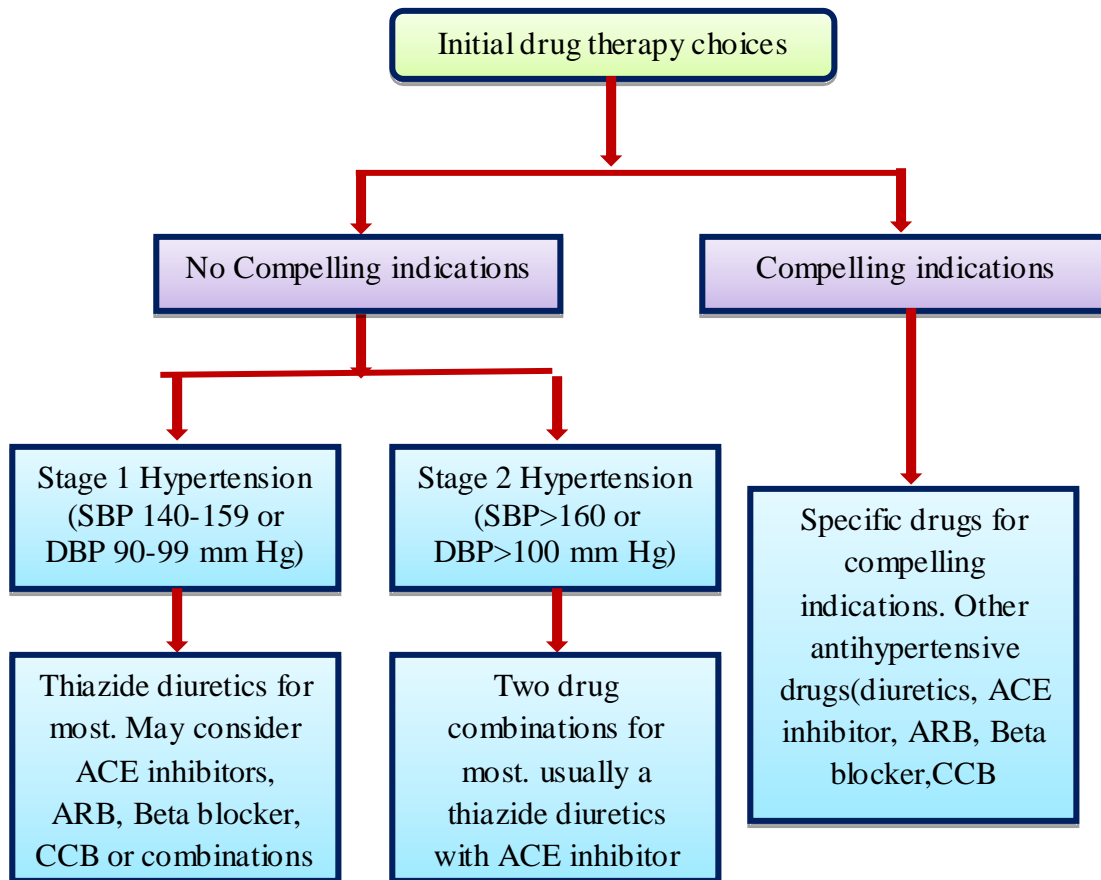 Initial drug therapy choices
No Compelling indications
Compelling indications
Stage 1 Hypertension
(SBP 140-159 or
DBP 90-99 mm Hg)
Stage 2 Hypertension
(SBP>160 or
DBP>100 mm Hg)
Specific drugs for
compelling
indications. Other
antihypertensive
drugs(diuretics, ACE
inhibitor, ARB, Beta
blocker,CCB
Thiazide diuretics for
most. May consider
ACE inhibitors,
ARB, Beta blocker,
CCB or combinations
Two drug
combinations for
most. usually a
thiazide diuretics
with ACE inhibitor